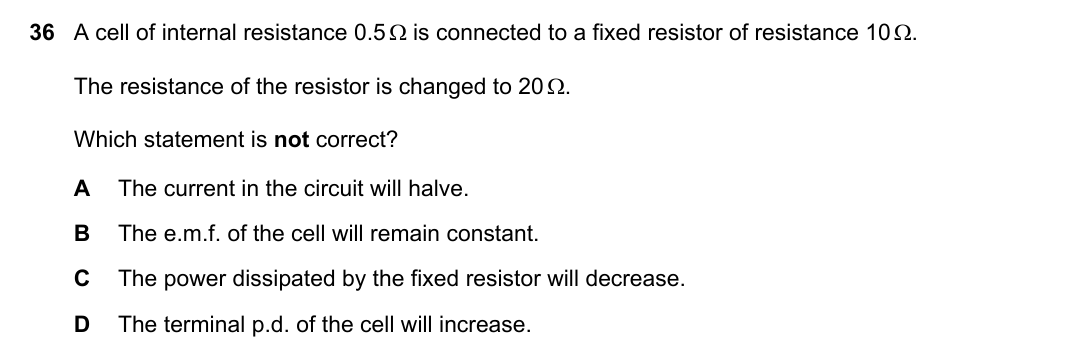 36 A cell of internal resistance 0.5 Ω is connected to a fixed resistor of resistance 10 Ω.
The resistance of the resistor is changed to 20 Ω.
Which statement is not correct?
A The current in the circuit will halve.
B The e.m.f. of the cell will remain constant.
C The power dissipated by the fixed resistor will decrease.
D The terminal p.d. of the cell will increase.